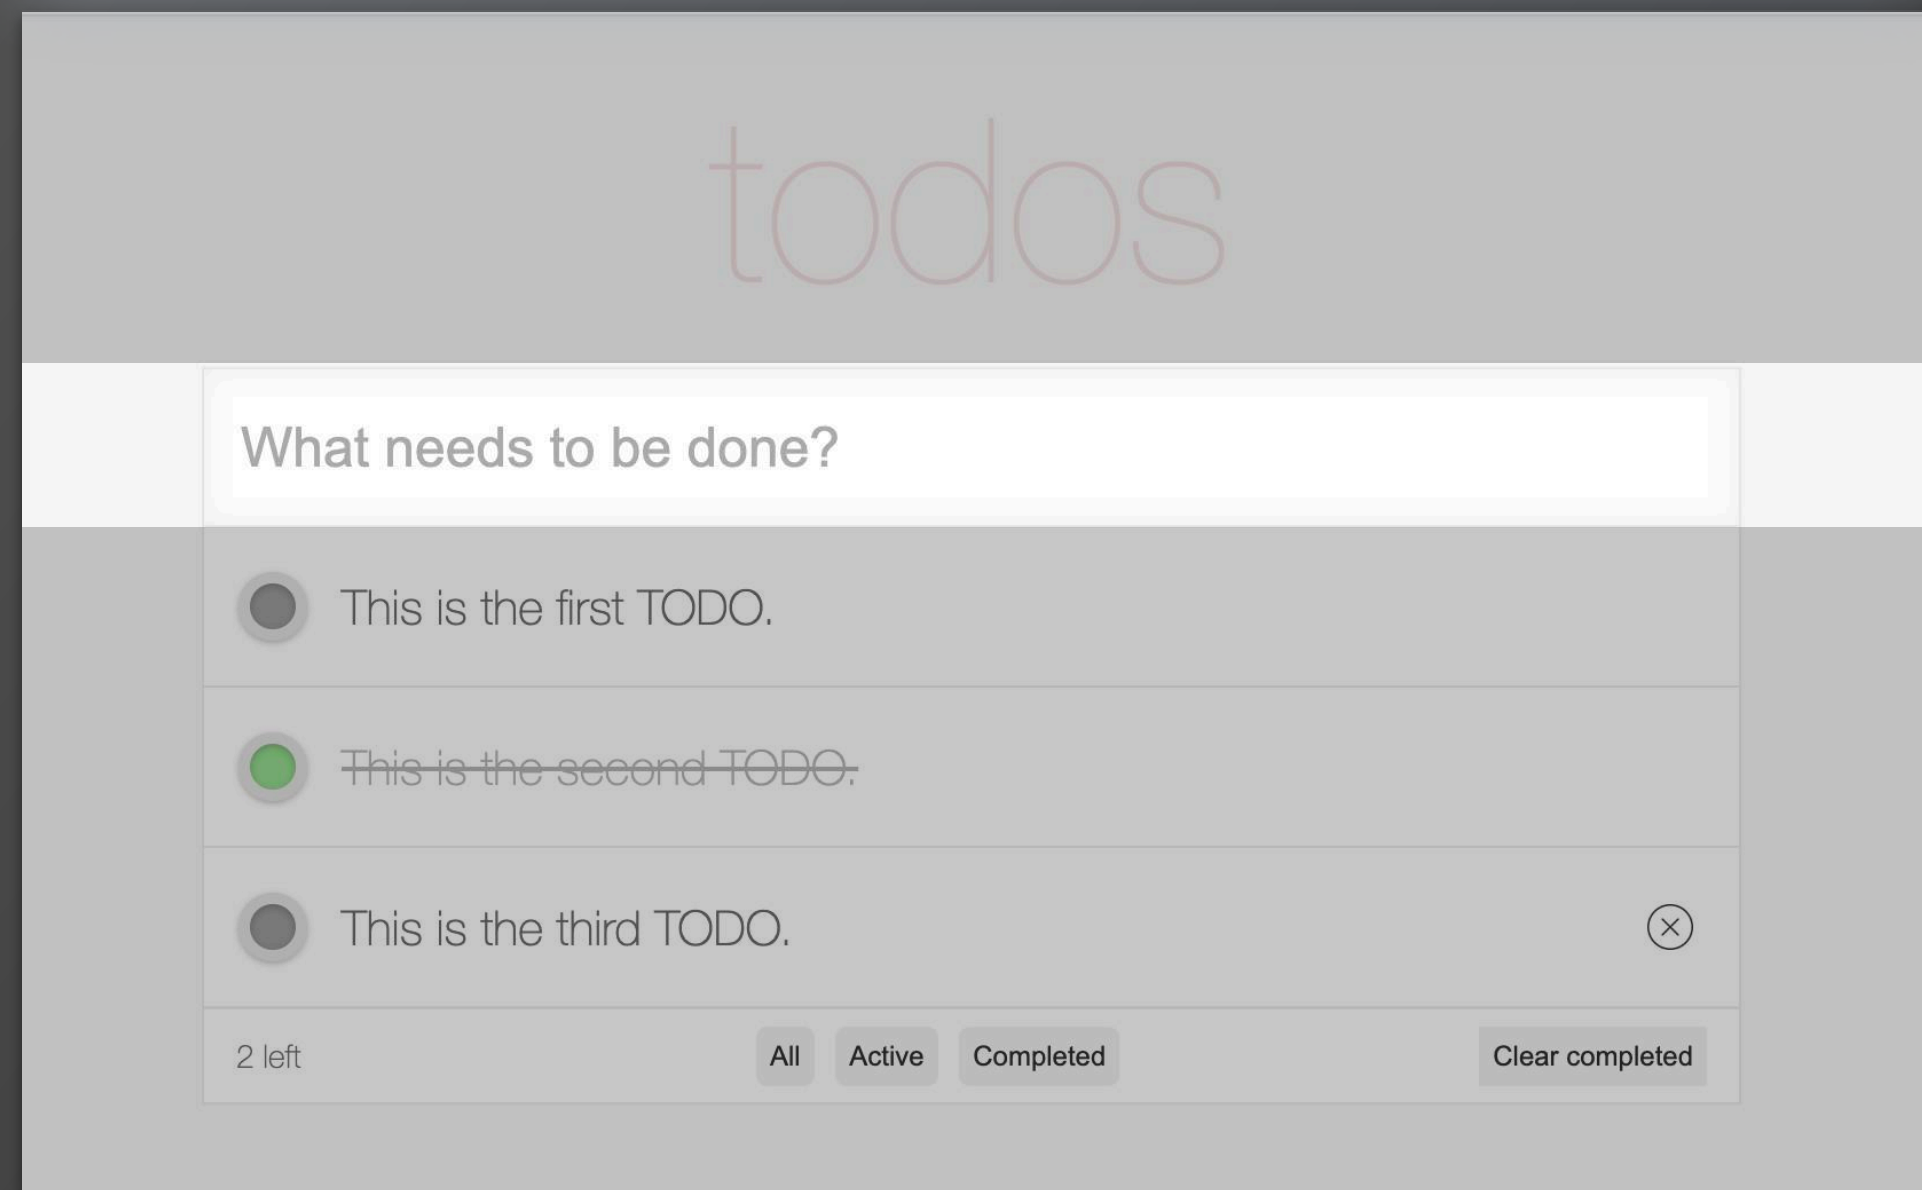 todos
What needs to be done?
This is the first TODO.
This is the second TODO.
This is the third TODO.
2 left All Active Completed Clear completed